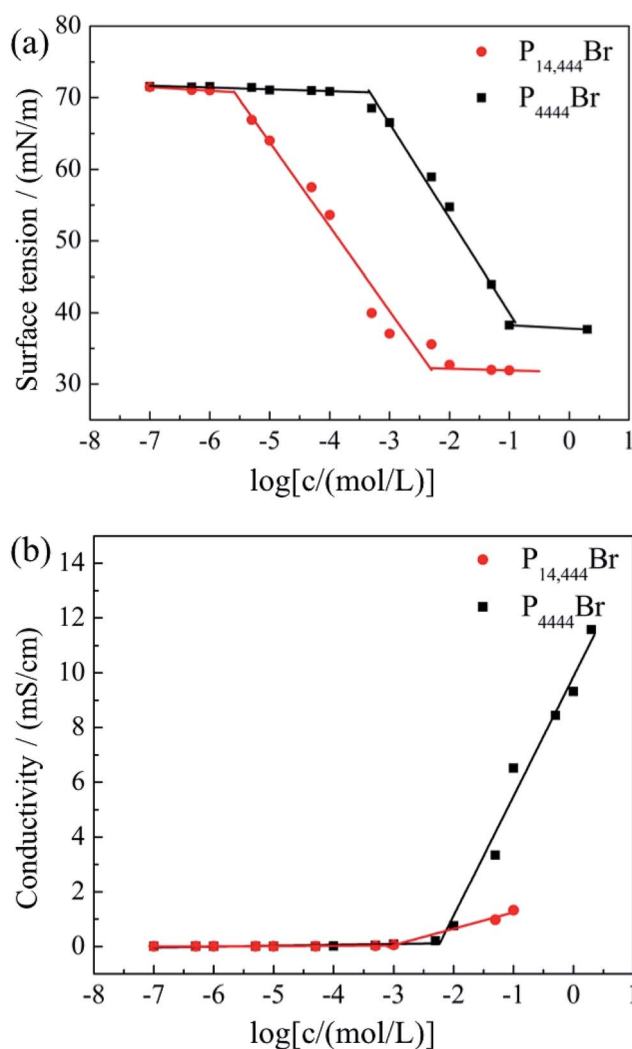 (a)
80
70
60
50
40
30
Surface tension / (mN/m)
P₁₄,₄₄₄Br
P₄₄₄₄Br
-8 -7 -6 -5 -4 -3 -2 -1 0 1
log[c/(mol/L)]
(b)
14
12
10
8
6
4
2
0
Conductivity / (mS/cm)
P₁₄,₄₄₄Br
P₄₄₄₄Br
-8 -7 -6 -5 -4 -3 -2 -1 0 1
log[c/(mol/L)]